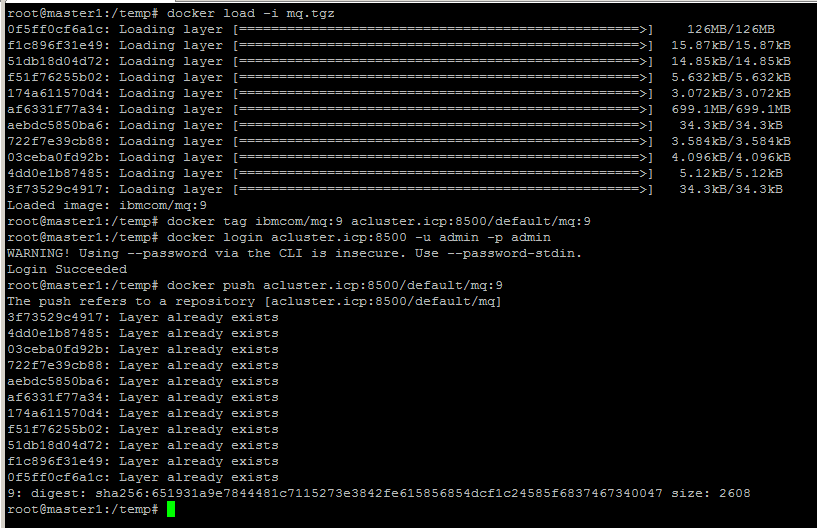 root@master1:/temp# docker load -i mq.tgz
0f5ff0cf6a1c: Loading layer [==================================================>]    126MB/126MB
f1c896f31e49: Loading layer [==================================================>]  15.87kB/15.87kB
51db18d04d72: Loading layer [==================================================>]  14.85kB/14.85kB
f51f76255b02: Loading layer [==================================================>]  5.632kB/5.632kB
174a611570d4: Loading layer [==================================================>]  3.072kB/3.072kB
af6331f77a34: Loading layer [==================================================>]  699.1MB/699.1MB
aebdc5850ba6: Loading layer [==================================================>]   34.3kB/34.3kB
722f7e39cb88: Loading layer [==================================================>]  3.584kB/3.584kB
03ceba0fd92b: Loading layer [==================================================>]  4.096kB/4.096kB
4dd0e1b87485: Loading layer [==================================================>]   5.12kB/5.12kB
3f73529c4917: Loading layer [==================================================>]   34.3kB/34.3kB
Loaded image: ibmcom/mq:9
root@master1:/temp# docker tag ibmcom/mq:9 acluster.icp:8500/default/mq:9
root@master1:/temp# docker login acluster.icp:8500 -u admin -p admin
WARNING! Using --password via the CLI is insecure. Use --password-stdin.
Login Succeeded
root@master1:/temp# docker push acluster.icp:8500/default/mq:9
The push refers to a repository [acluster.icp:8500/default/mq]
3f73529c4917: Layer already exists
4dd0e1b87485: Layer already exists
03ceba0fd92b: Layer already exists
722f7e39cb88: Layer already exists
aebdc5850ba6: Layer already exists
af6331f77a34: Layer already exists
174a611570d4: Layer already exists
f51f76255b02: Layer already exists
51db18d04d72: Layer already exists
f1c896f31e49: Layer already exists
0f5ff0cf6a1c: Layer already exists
9: digest: sha256:651931a9e7844481c7115273e3842fe615856854dcf1c24585f6837467340047 size: 2608
root@master1:/temp#